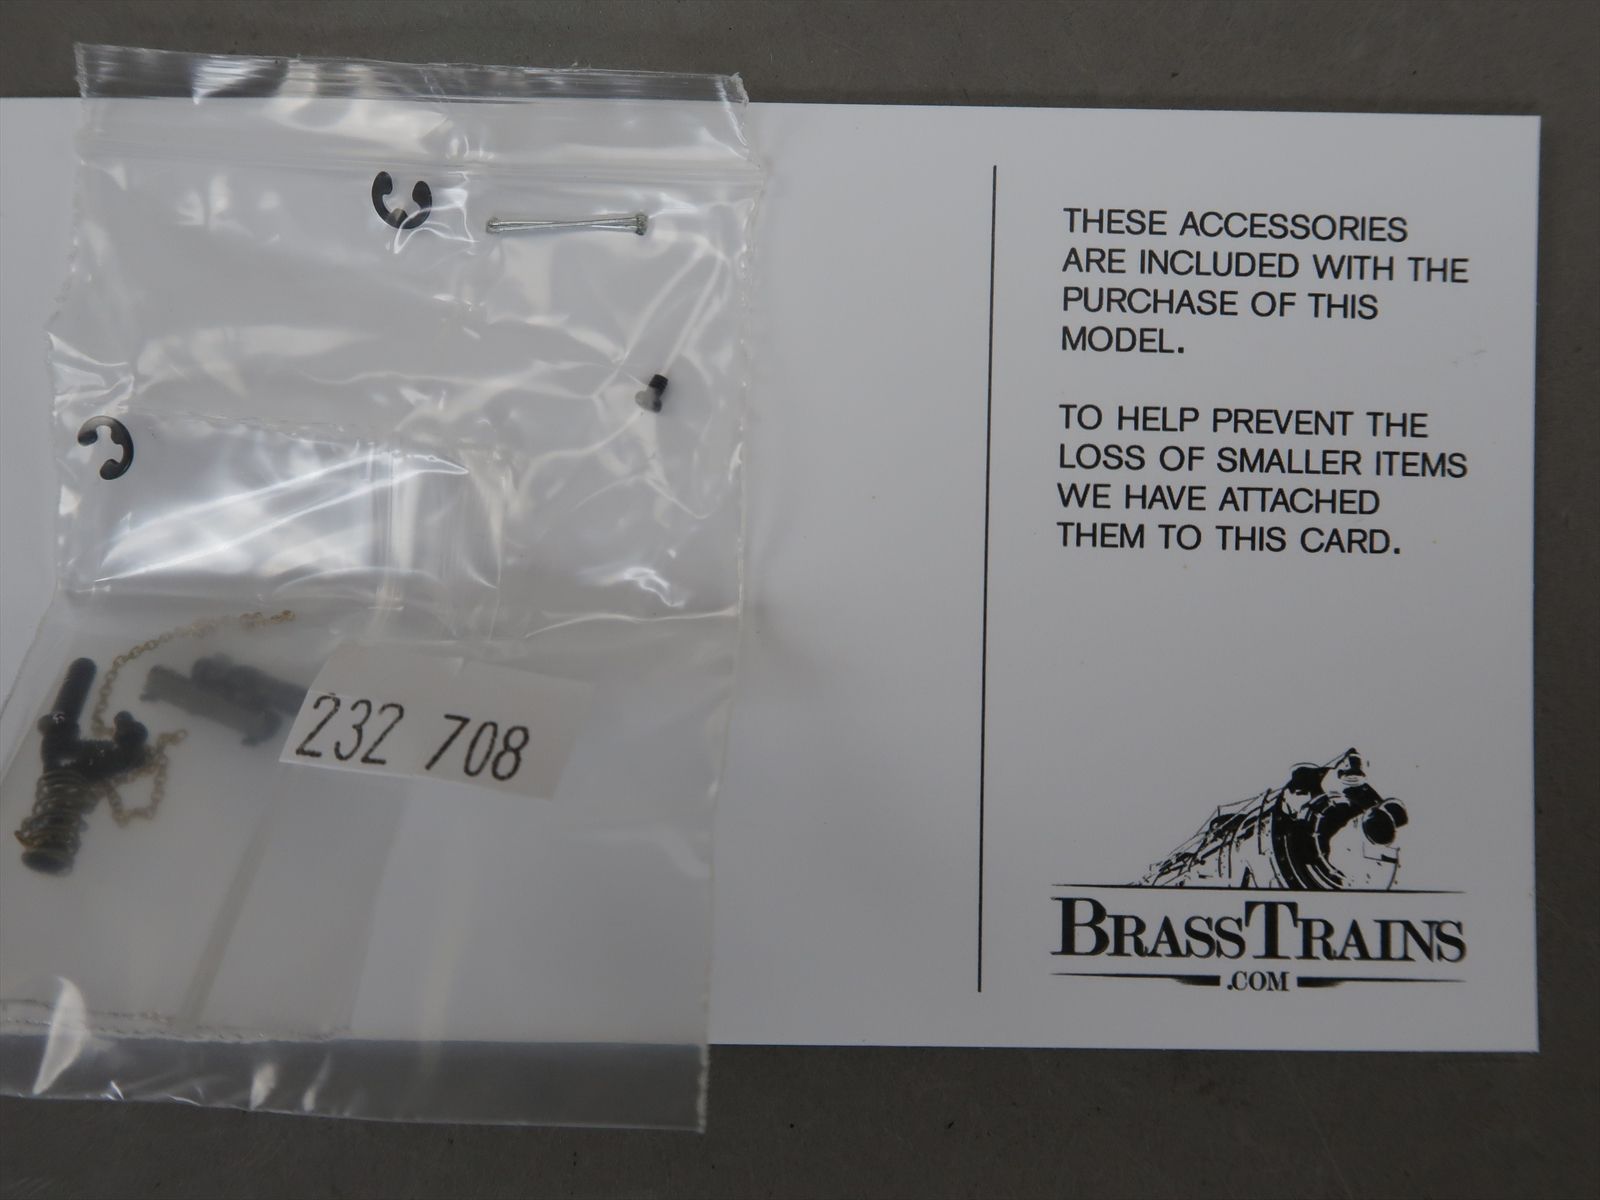 THESE ACCESSORIES
ARE INCLUDED WITH THE
PURCHASE OF THIS
MODEL.
TO HELP PREVENT THE
LOSS OF SMALLER ITEMS
WE HAVE ATTACHED
THEM TO THIS CARD.
232 708
BRASSTRAINS
.COM